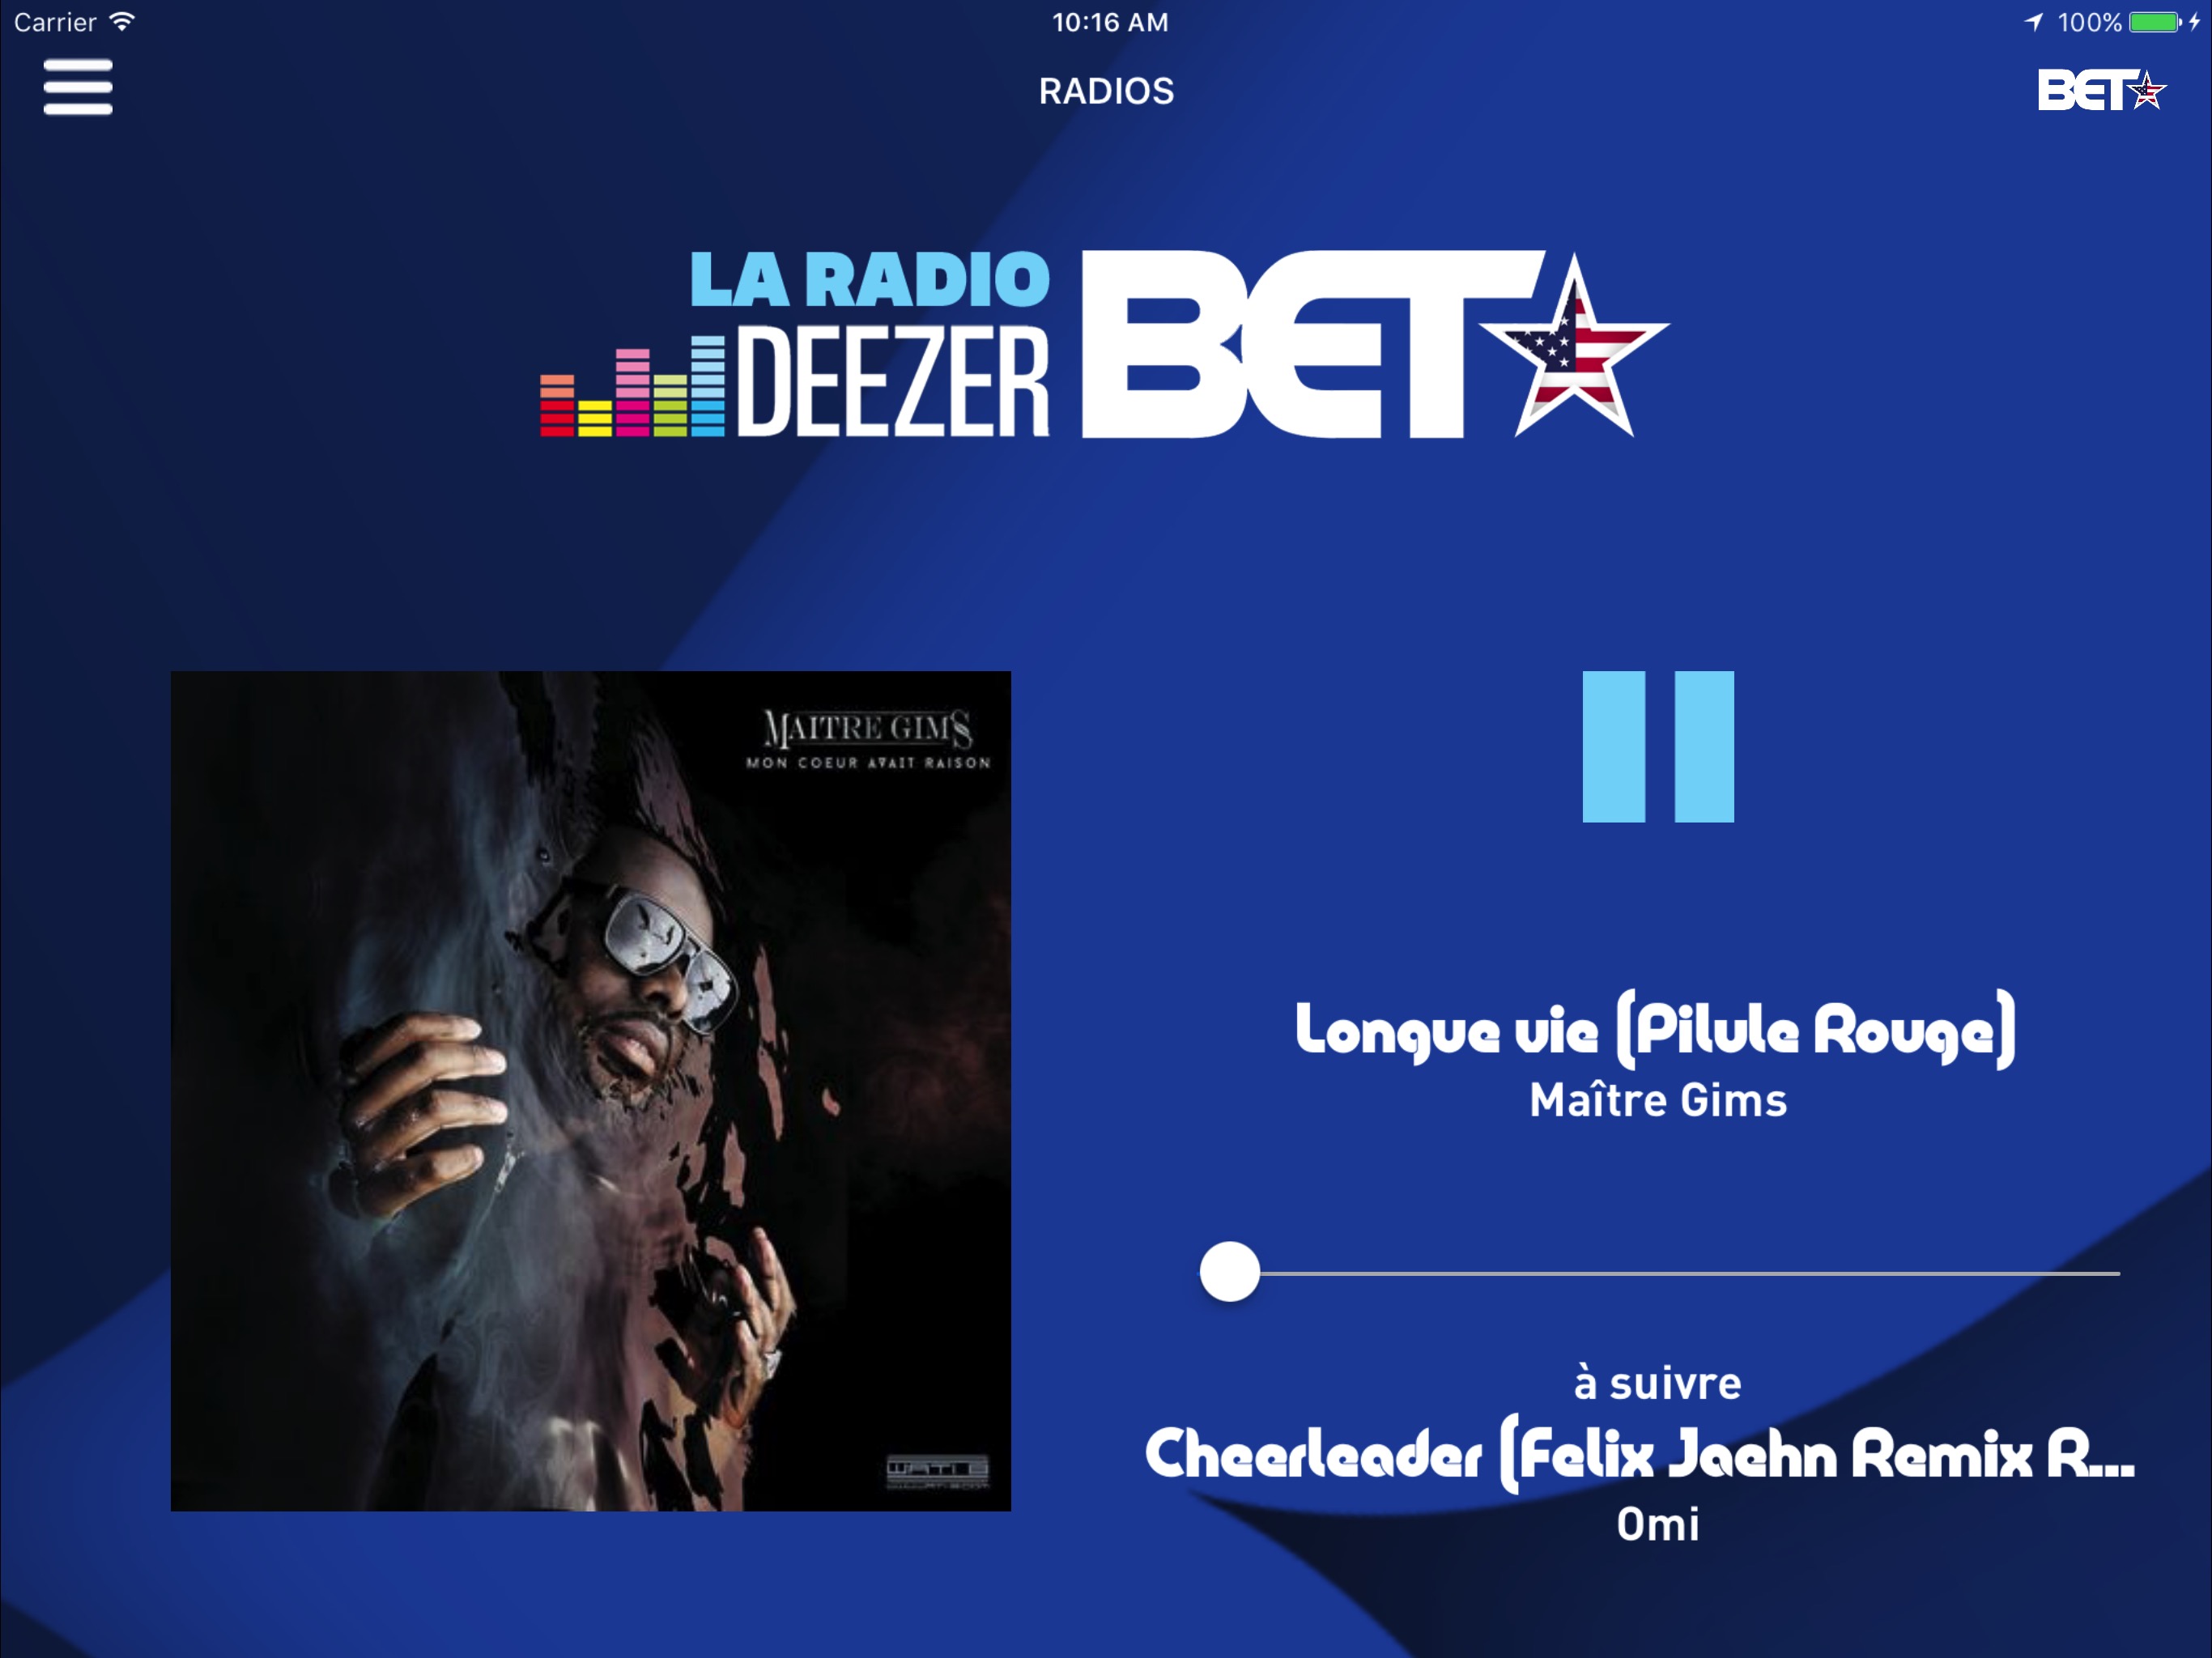 Carrier
10:16 AM
100%
RADIOS
BET
LA RADIO
DEEZER
BET
MAITRE GIMS
MON COEUR AVAIT RAISON
WATI B
Longue vie (Pilule Rouge)
Maître Gims
à suivre
Cheerleader (Felix Jaehn Remix R...
Omi